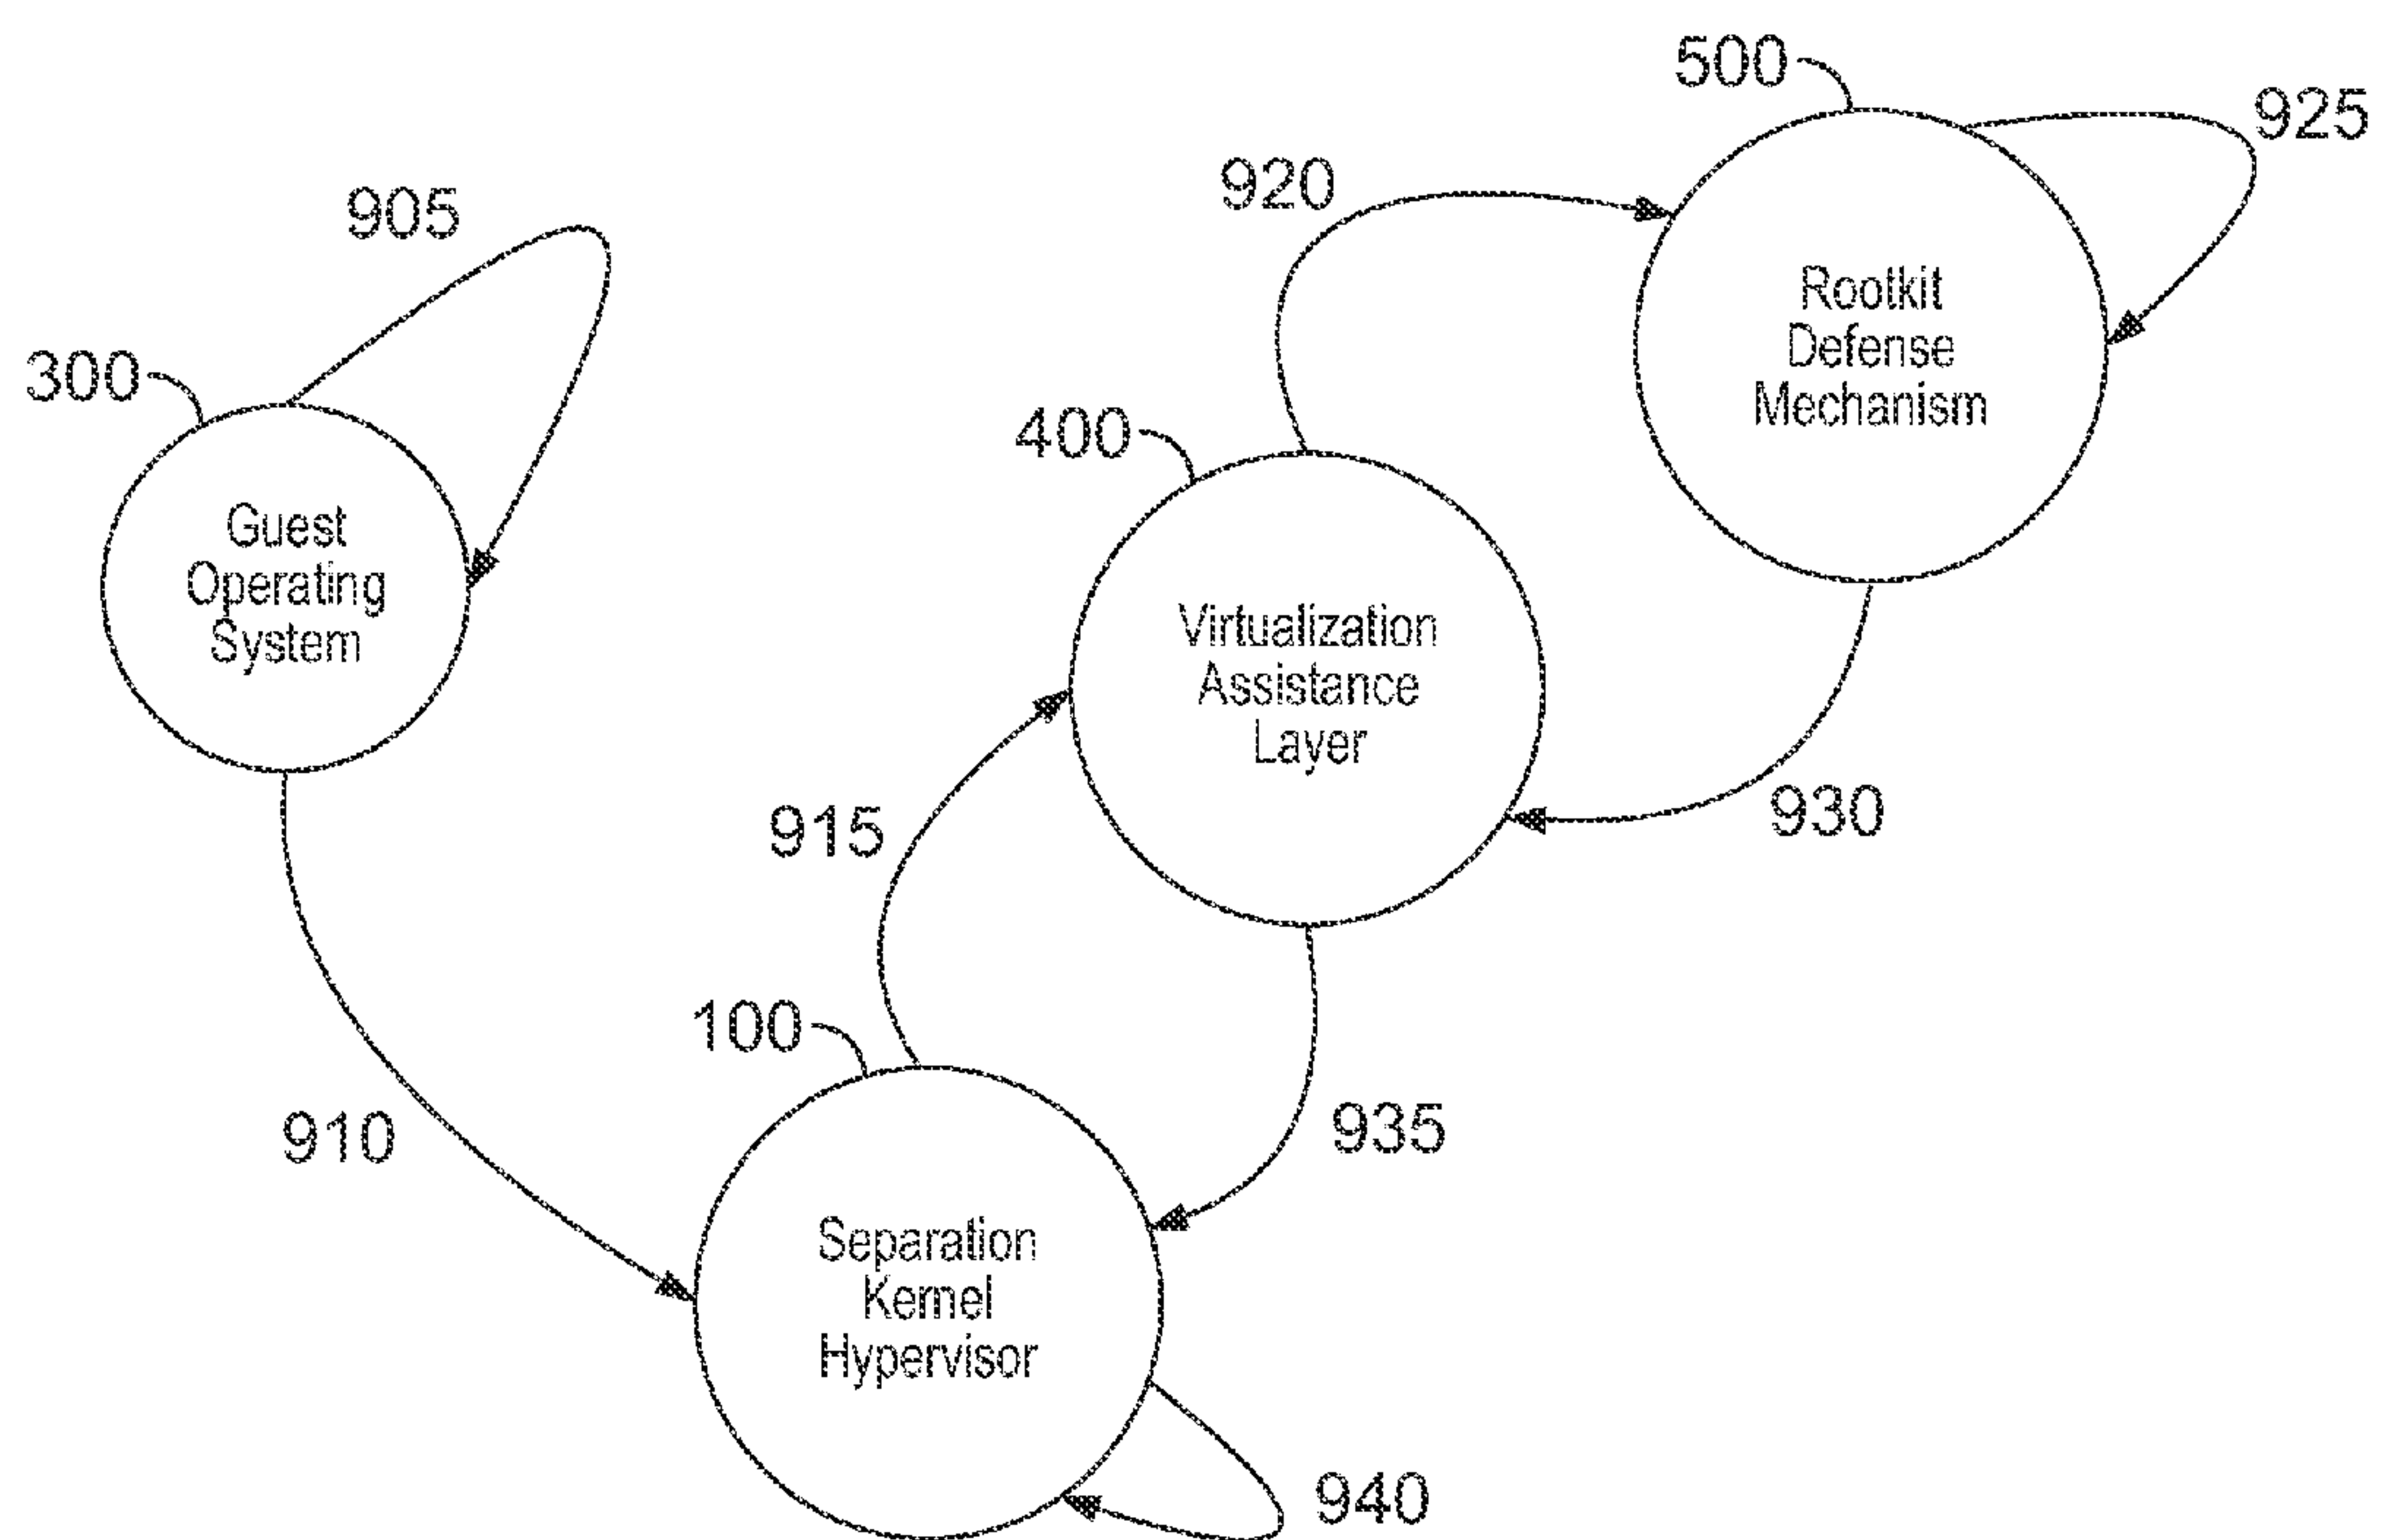 500
925
920
905
Rootkit
Defense
Mechanism
300
400
Guest
Operating
System
Virtualization
Assistance
Layer
930
915
100
935
910
Separation
Kernel
Hypervisor
940